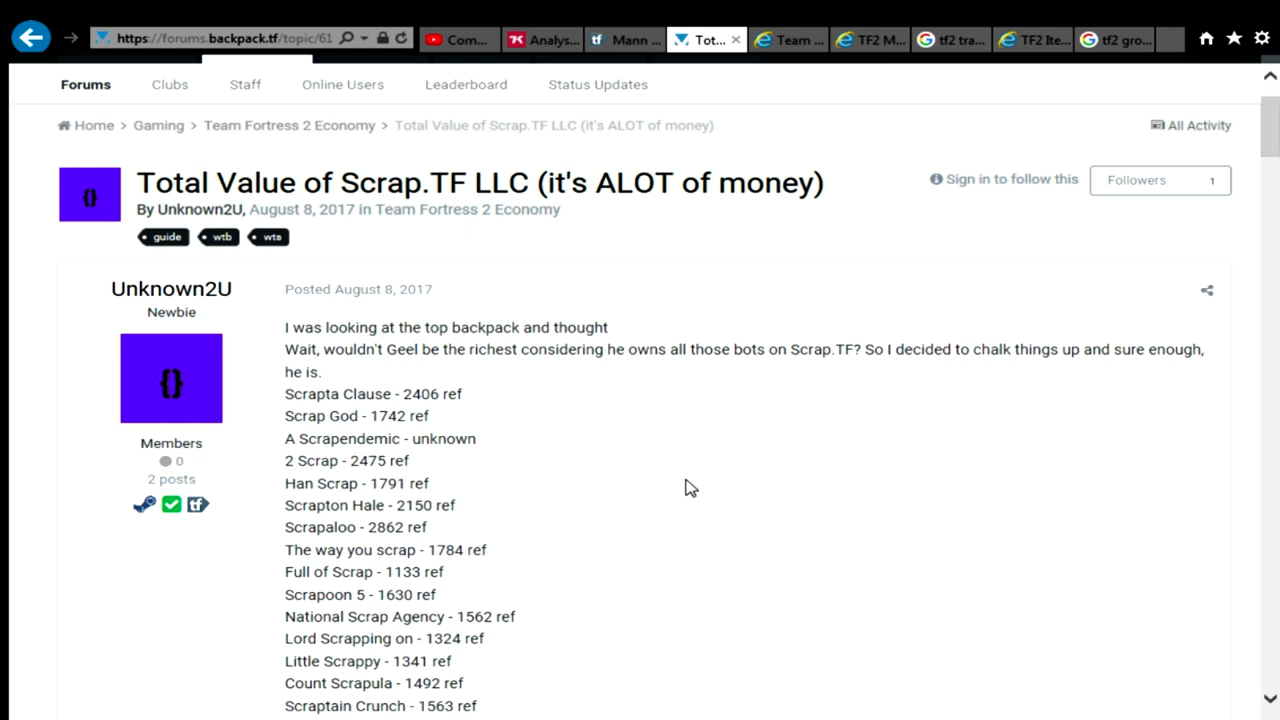 https://forums.backpack.tf/topic/61
Com...
Analys...
Mann ...
Tot...
Team ...
TF2 M...
tf2 tra...
TF2 Ite...
tf2 gro...
Forums
Clubs
Staff
Online Users
Leaderboard
Status Updates
Home > Gaming > Team Fortress 2 Economy > Total Value of Scrap.TF LLC (it's ALOT of money)
All Activity
{}
Total Value of Scrap.TF LLC (it's ALOT of money)
By Unknown2U, August 8, 2017 in Team Fortress 2 Economy
Sign in to follow this
Followers 1
guide
wtb
wts
Unknown2U
Newbie
{}
Members
0
2 posts
tf
Posted August 8, 2017
I was looking at the top backpack and thought
Wait, wouldn't Geel be the richest considering he owns all those bots on Scrap.TF? So I decided to chalk things up and sure enough,
he is.
Scrapta Clause - 2406 ref
Scrap God - 1742 ref
A Scrapendemic - unknown
2 Scrap - 2475 ref
Han Scrap - 1791 ref
Scrapton Hale - 2150 ref
Scrapaloo - 2862 ref
The way you scrap - 1784 ref
Full of Scrap - 1133 ref
Scrapoon 5 - 1630 ref
National Scrap Agency - 1562 ref
Lord Scrapping on - 1324 ref
Little Scrappy - 1341 ref
Count Scrapula - 1492 ref
Scraptain Crunch - 1563 ref